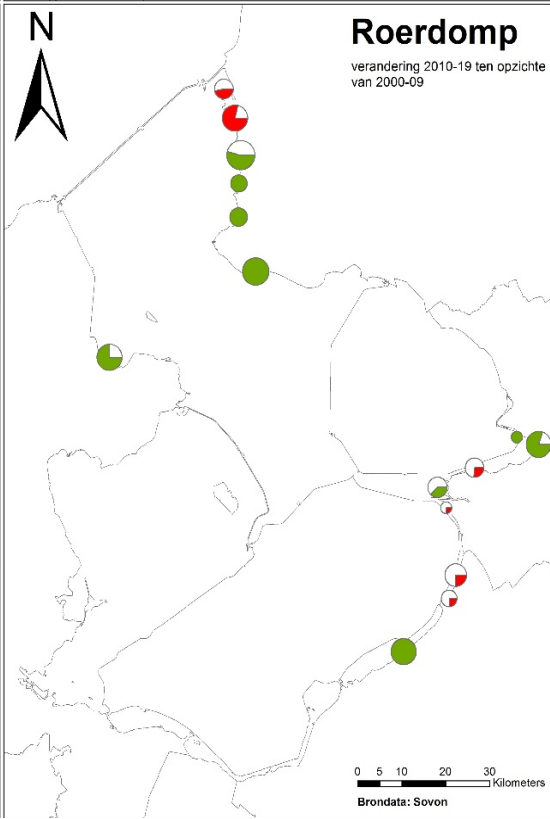 N
Roerdomp
verandering 2010-19 ten opzichte
van 2000-09
0 5 10 20 30
Kilometers
Brondata: Sovon